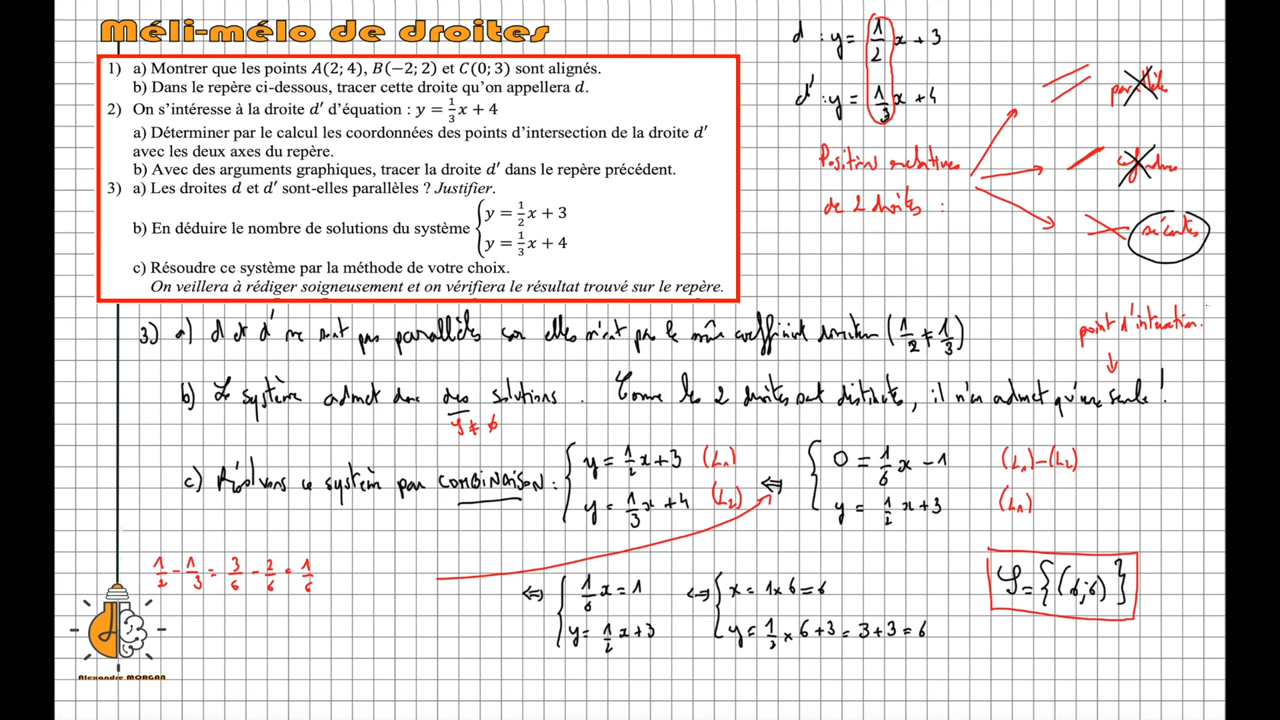 Méli-mélo de droites
1) a) Montrer que les points A(2; 4), B(−2; 2) et C(0; 3) sont alignés.
b) Dans le repère ci-dessous, tracer cette droite qu'on appellera d.
2) On s'intéresse à la droite d' d'équation : y = 1/3 x + 4
a) Déterminer par le calcul les coordonnées des points d'intersection de la droite d'
avec les deux axes du repère.
b) Avec des arguments graphiques, tracer la droite d' dans le repère précédent.
3) a) Les droites d et d' sont-elles parallèles ? Justifier.
b) En déduire le nombre de solutions du système { y = 1/2 x + 3
y = 1/3 x + 4
c) Résoudre ce système par la méthode de votre choix.
On veillera à rédiger soigneusement et on vérifiera le résultat trouvé sur le repère.
d : y = 1/2 x + 3
d' : y = 1/3 x + 4
Positions relatives
de 2 droites :
parallèles
confondues
sécantes
3) a) d et d' ne sont pas parallèles car elles n'ont pas le même coefficient directeur (1/2 ≠ 1/3)
point d'intersection.
b) Le système admet donc des solutions. Comme les 2 droites sont distinctes, il n'en admet qu'une seule !
S ≠ ∅
c) Résolvons ce système par COMBINAISON : { y = 1/2 x + 3 (L1)
y = 1/3 x + 4 (L2)
⇔ { 0 = 1/6 x − 1 (L1)−(L2)
y = 1/2 x + 3 (L1)
1/2 − 1/3 = 3/6 − 2/6 = 1/6
⇔ { 1/6 x = 1
y = 1/2 x + 3
⇔ { x = 1 × 6 = 6
y = 1/2 × 6 + 3 = 3 + 3 = 6
S = {(6;6)}
Alexandre MORGAN